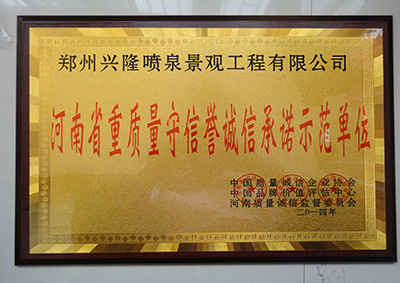 郑州兴隆喷泉景观工程有限公司
河南省重质量守信誉诚信承诺示范单位
中国质量诚信企业协会
中国品牌价值评估中心
河南质量诚信监督委员会
二〇一四年